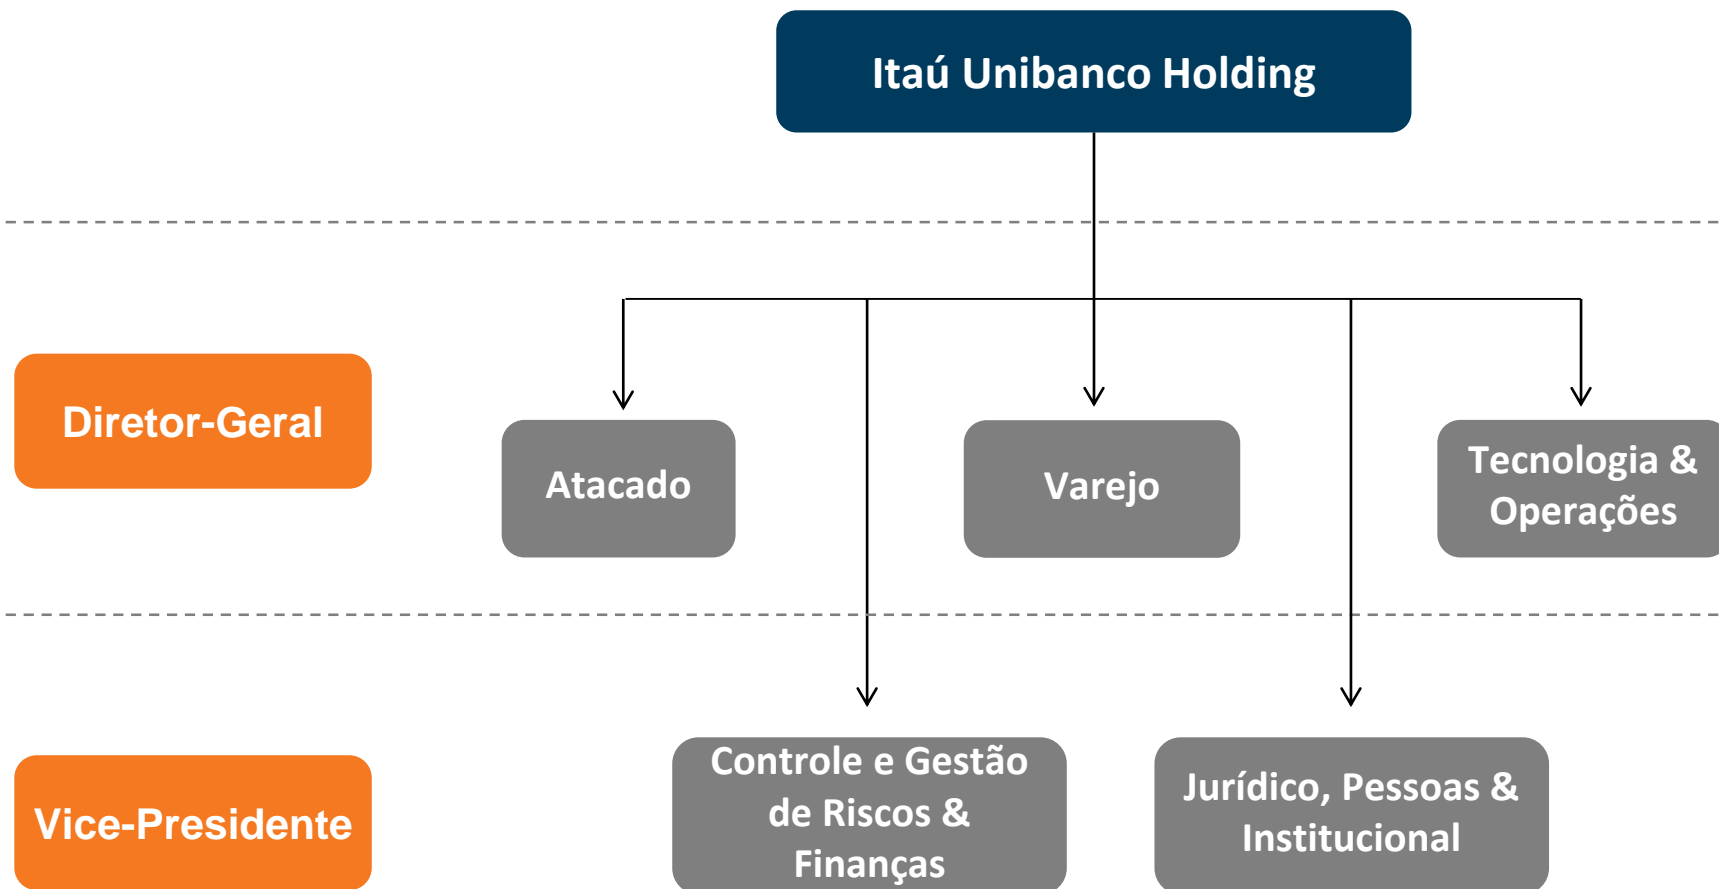 Itaú Unibanco Holding
Diretor-Geral
Atacado
Varejo
Tecnologia &
Operações
Vice-Presidente
Controle e Gestão
de Riscos &
Finanças
Jurídico, Pessoas &
Institucional